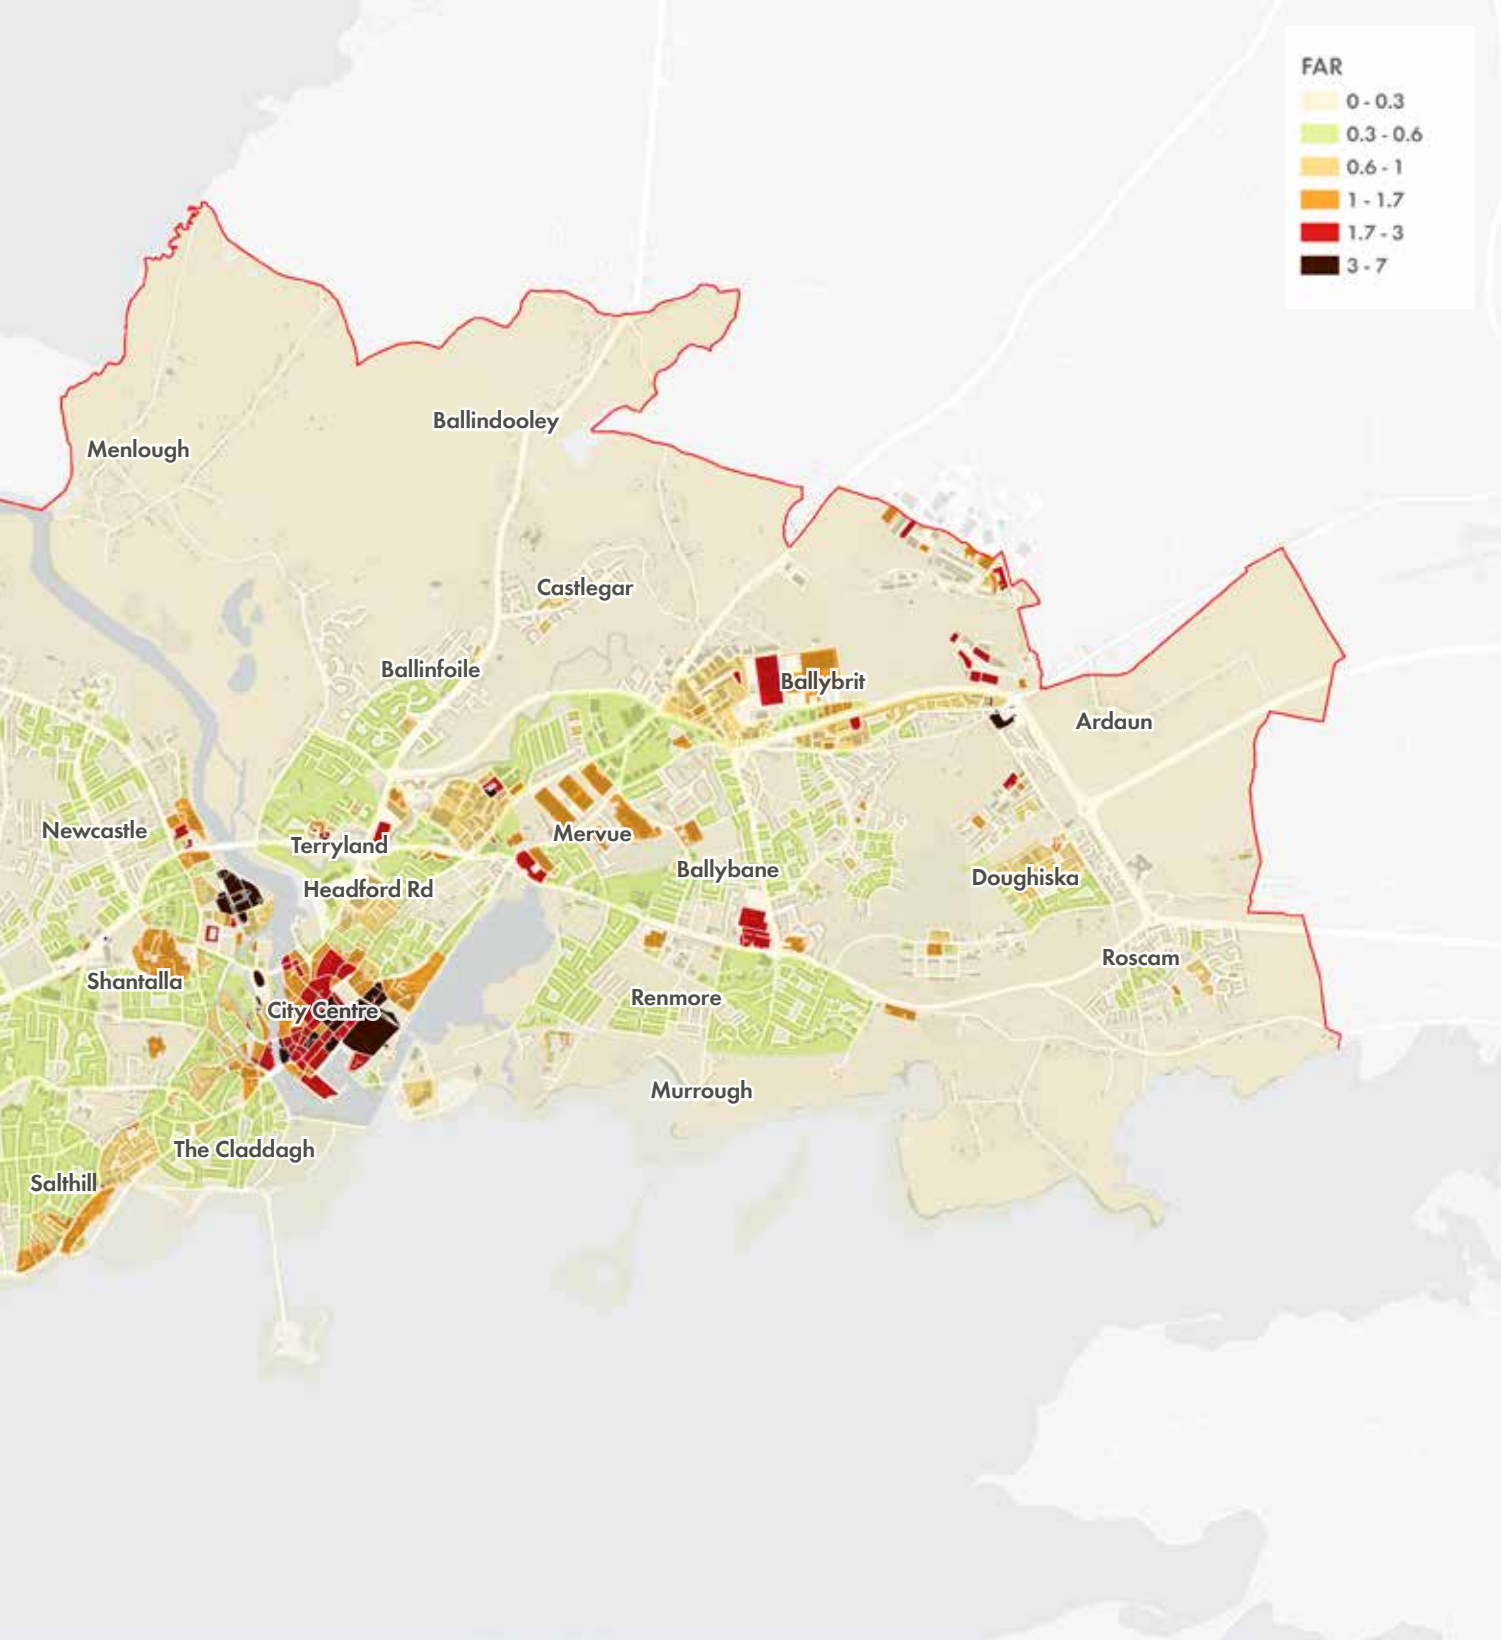 FAR
0 - 0.3
0.3 - 0.6
0.6 - 1
1 - 1.7
1.7 - 3
3 - 7
Ballindooley
Menlough
Castlegar
Ballinfoile
Ballybrit
Ardaun
Newcastle
Terryland
Mervue
Ballybane
Doughiska
Headford Rd
Roscam
Shantalla
City Centre
Renmore
Murrough
The Claddagh
Salthill